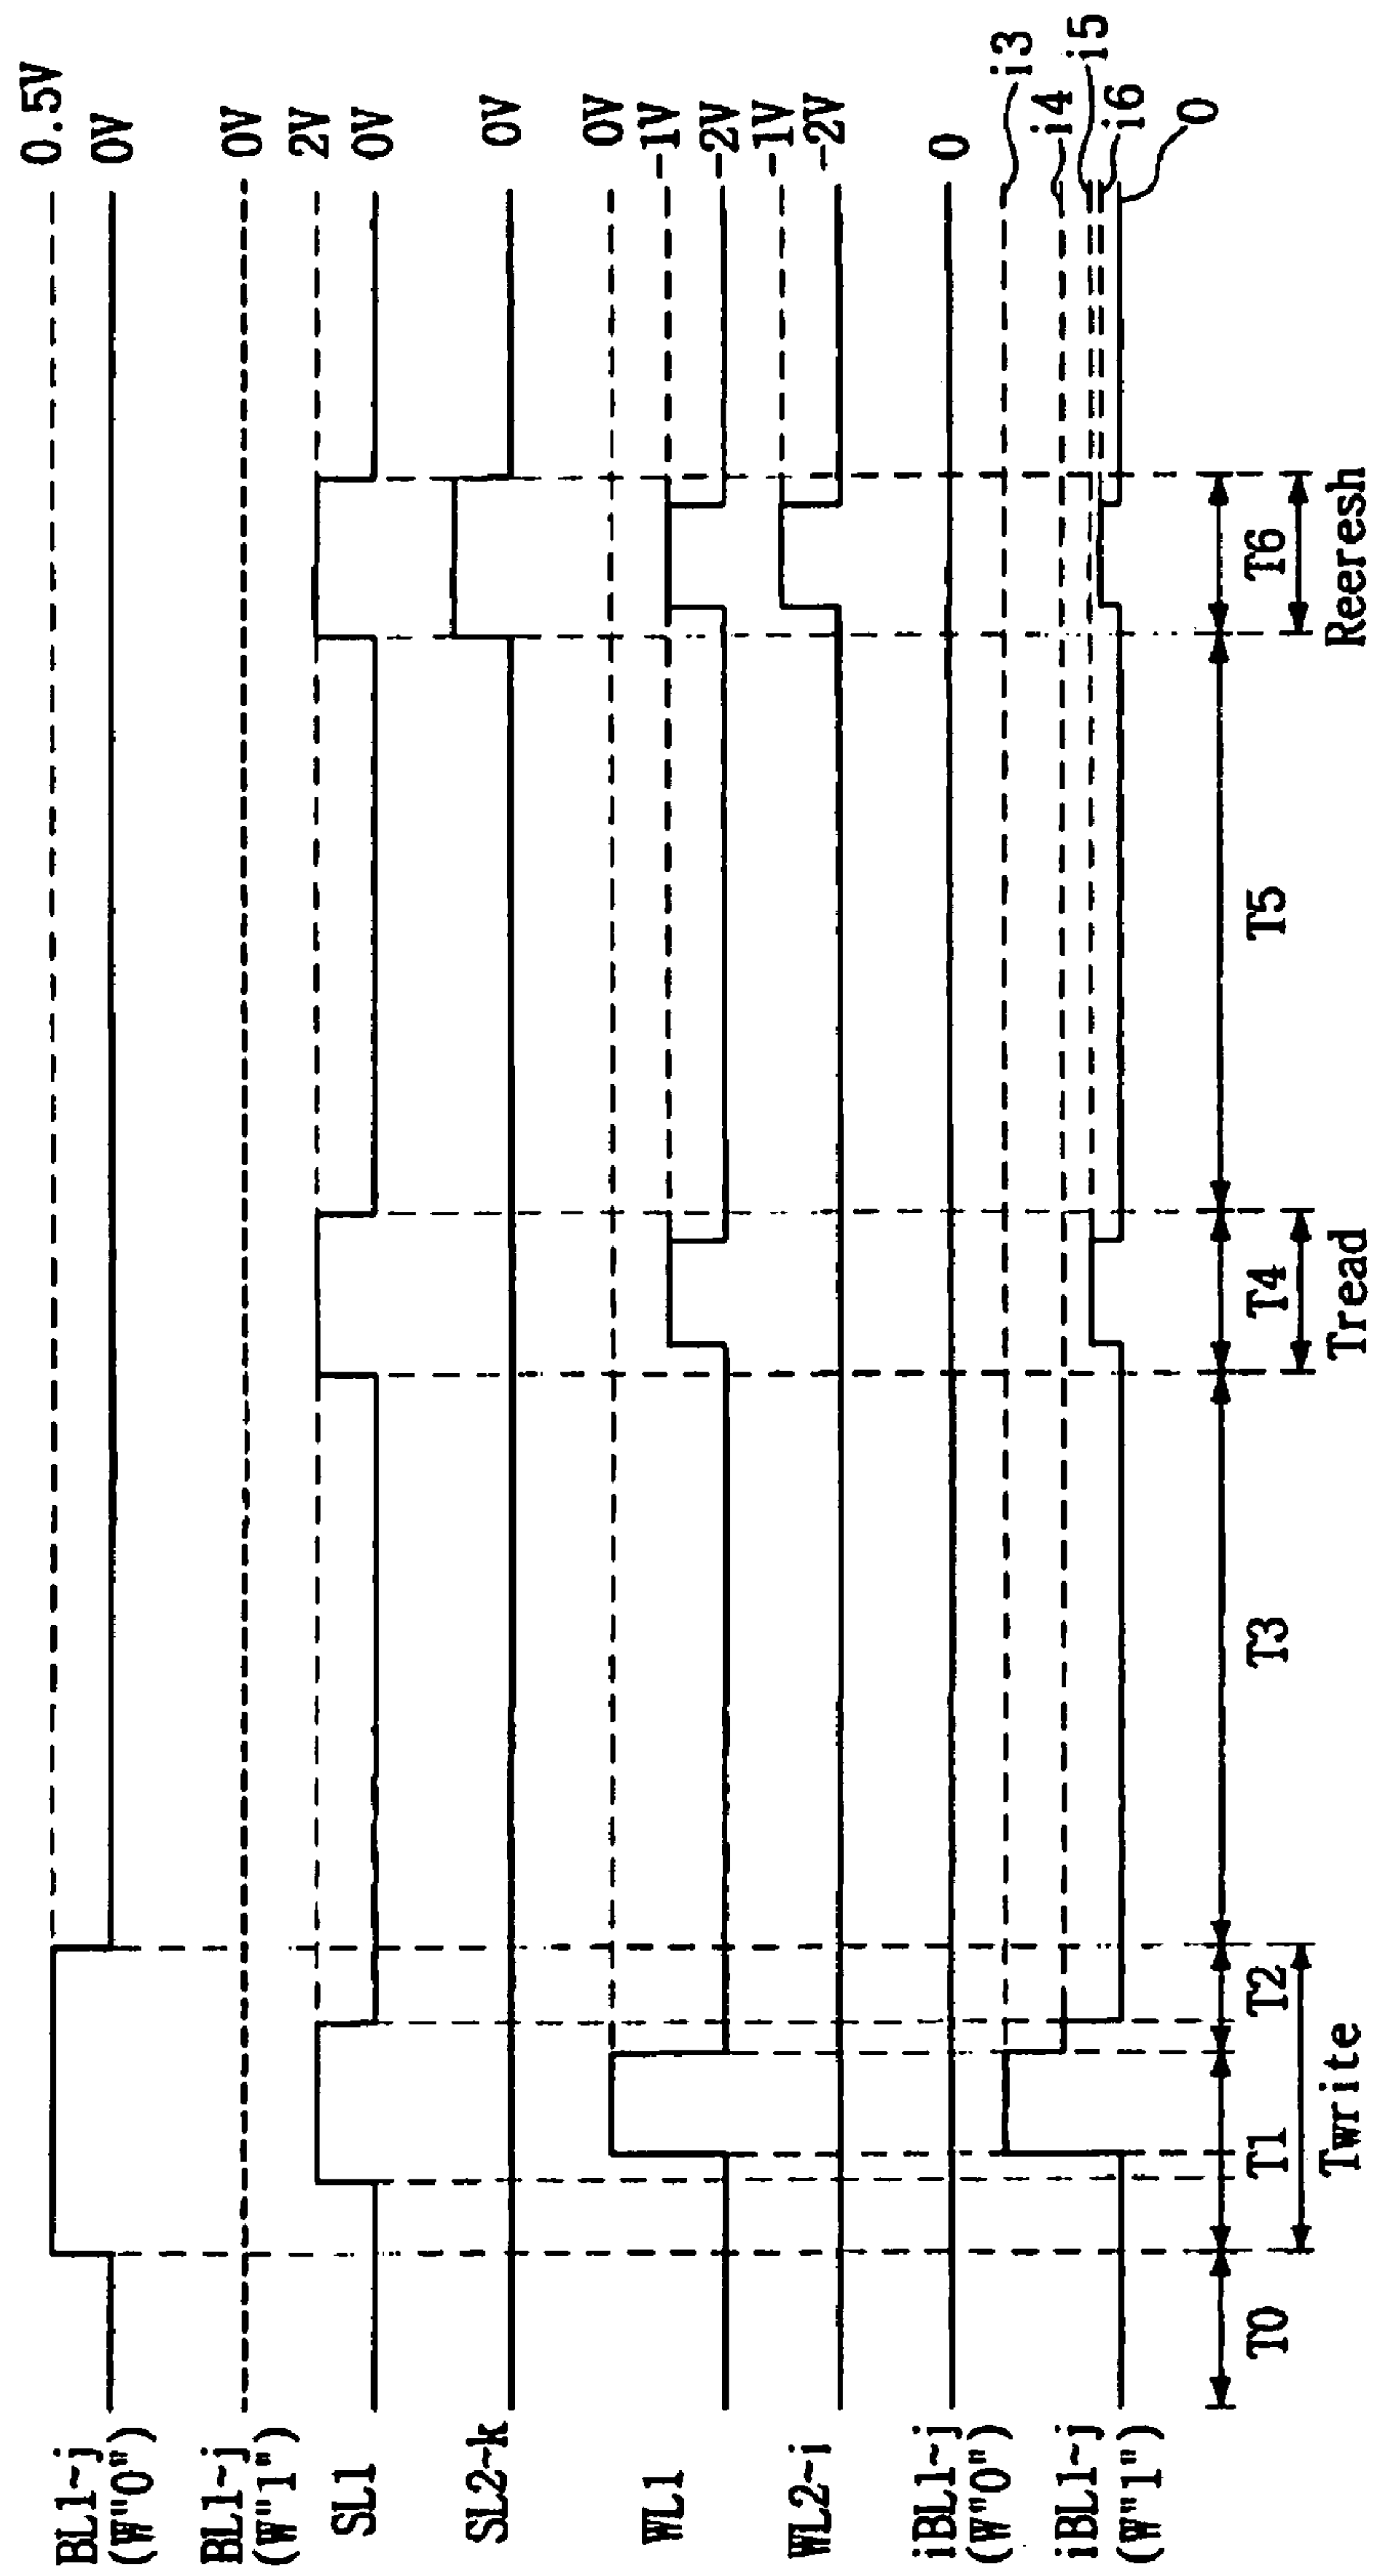 BL1~j
(W"0")
0.5V
0V
BL1~j
(W"1")
0V
SL1
2V
0V
SL2~k
0V
WL1
0V
-1V
-2V
WL2~i
-1V
-2V
iBL1~j
(W"0")
0
iBL1~j
(W"1")
i3
i4
i5
i6
0
T0
T1
T2
T3
T4
T5
T6
Twrite
Tread
Reeresh